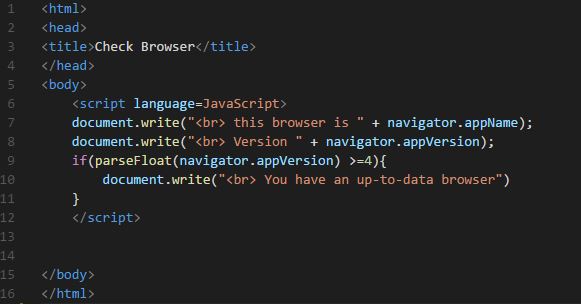 1 <html>
2 <head>
3 <title>Check Browser</title>
4 </head>
5 <body>
6     <script language=JavaScript>
7     document.write("<br> this browser is " + navigator.appName);
8     document.write("<br> Version " + navigator.appVersion);
9     if(parseFloat(navigator.appVersion) >=4){
10         document.write("<br> You have an up-to-data browser")
11     }
12     </script>
13
14
15 </body>
16 </html>